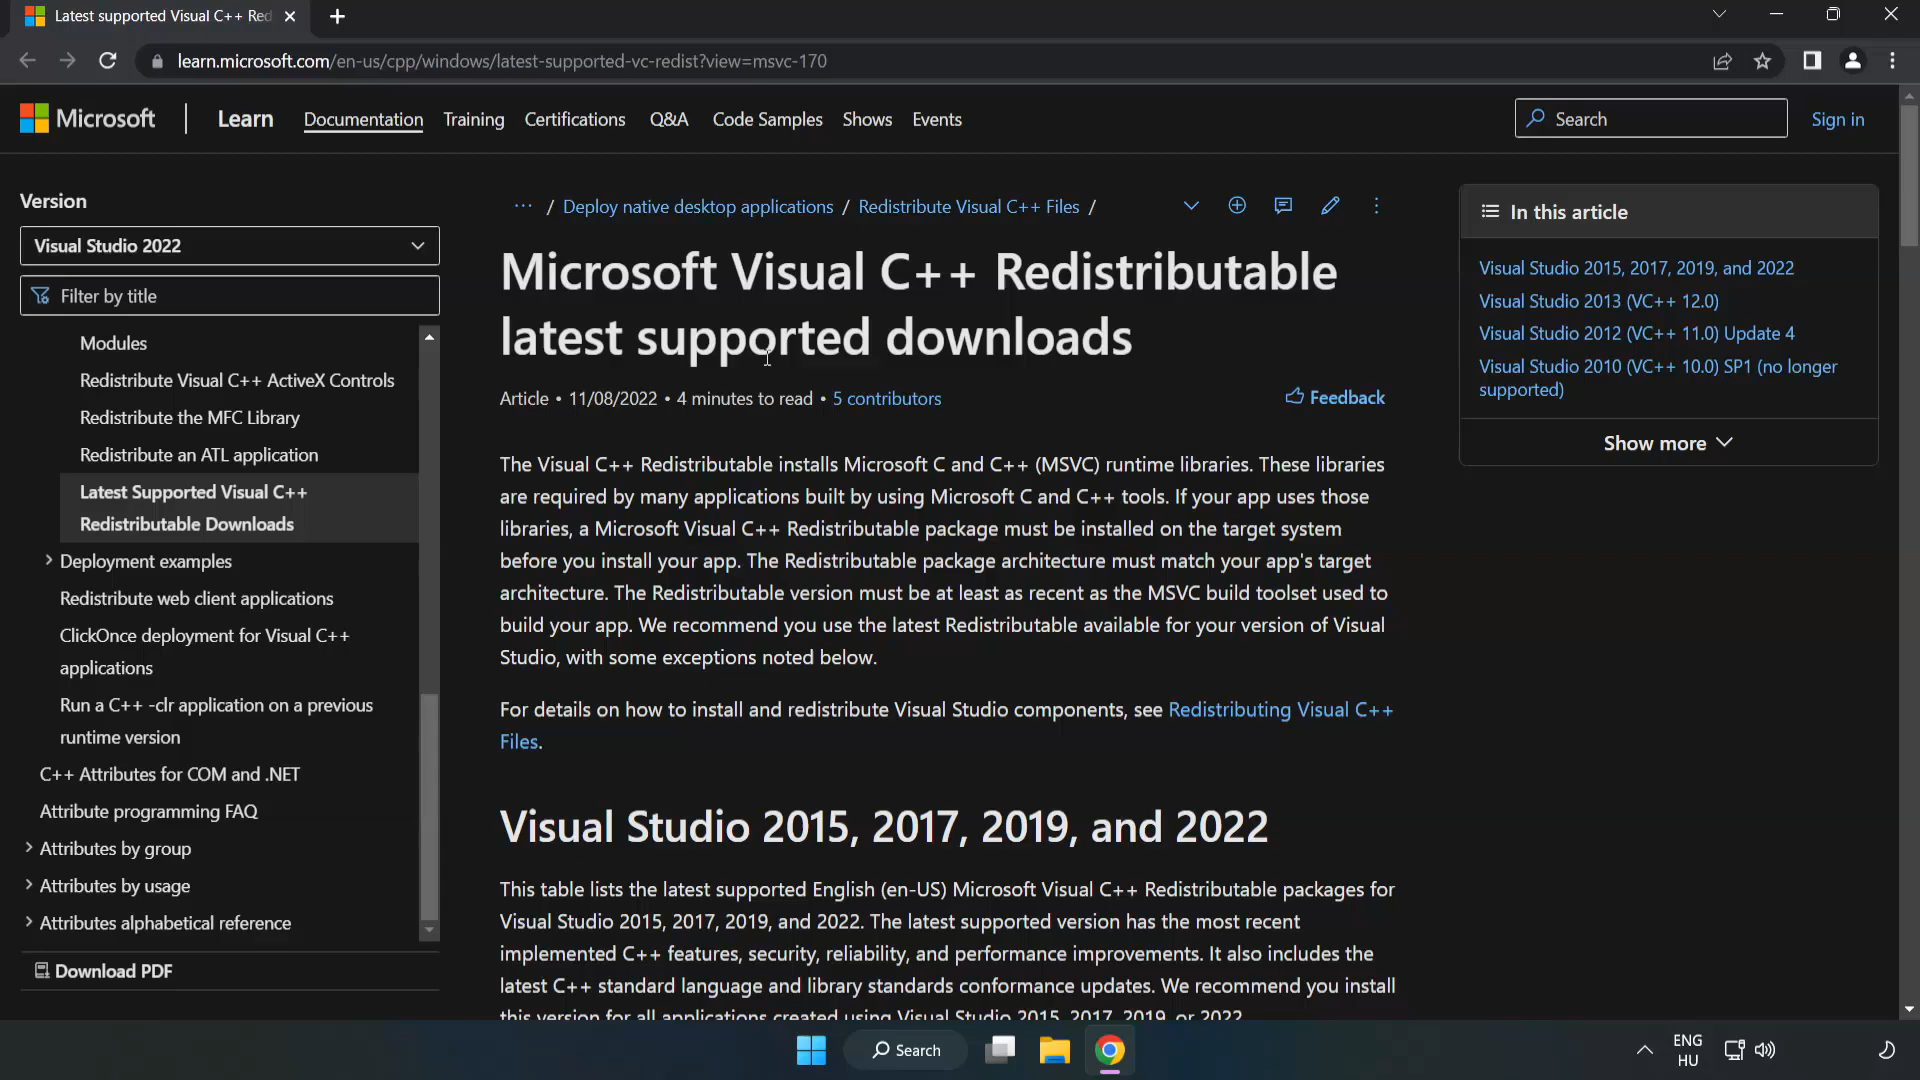 Latest supported Visual C++ Red
learn.microsoft.com/en-us/cpp/windows/latest-supported-vc-redist?view=msvc-170
Microsoft
Learn
Documentation
Training
Certifications
Q&A
Code Samples
Shows
Events
Search
Sign in
Version
Visual Studio 2022
Filter by title
Modules
Redistribute Visual C++ ActiveX Controls
Redistribute the MFC Library
Redistribute an ATL application
Latest Supported Visual C++
Redistributable Downloads
Deployment examples
Redistribute web client applications
ClickOnce deployment for Visual C++
applications
Run a C++ -clr application on a previous
runtime version
C++ Attributes for COM and .NET
Attribute programming FAQ
Attributes by group
Attributes by usage
Attributes alphabetical reference
Download PDF
··· / Deploy native desktop applications / Redistribute Visual C++ Files /
Microsoft Visual C++ Redistributable
latest supported downloads
Article • 11/08/2022 • 4 minutes to read • 5 contributors
Feedback
The Visual C++ Redistributable installs Microsoft C and C++ (MSVC) runtime libraries. These libraries
are required by many applications built by using Microsoft C and C++ tools. If your app uses those
libraries, a Microsoft Visual C++ Redistributable package must be installed on the target system
before you install your app. The Redistributable package architecture must match your app's target
architecture. The Redistributable version must be at least as recent as the MSVC build toolset used to
build your app. We recommend you use the latest Redistributable available for your version of Visual
Studio, with some exceptions noted below.
For details on how to install and redistribute Visual Studio components, see Redistributing Visual C++
Files.
Visual Studio 2015, 2017, 2019, and 2022
This table lists the latest supported English (en-US) Microsoft Visual C++ Redistributable packages for
Visual Studio 2015, 2017, 2019, and 2022. The latest supported version has the most recent
implemented C++ features, security, reliability, and performance improvements. It also includes the
latest C++ standard language and library standards conformance updates. We recommend you install
this version for all applications created using Visual Studio 2015, 2017, 2019, or 2022.
In this article
Visual Studio 2015, 2017, 2019, and 2022
Visual Studio 2013 (VC++ 12.0)
Visual Studio 2012 (VC++ 11.0) Update 4
Visual Studio 2010 (VC++ 10.0) SP1 (no longer
supported)
Show more
Search
ENG
HU